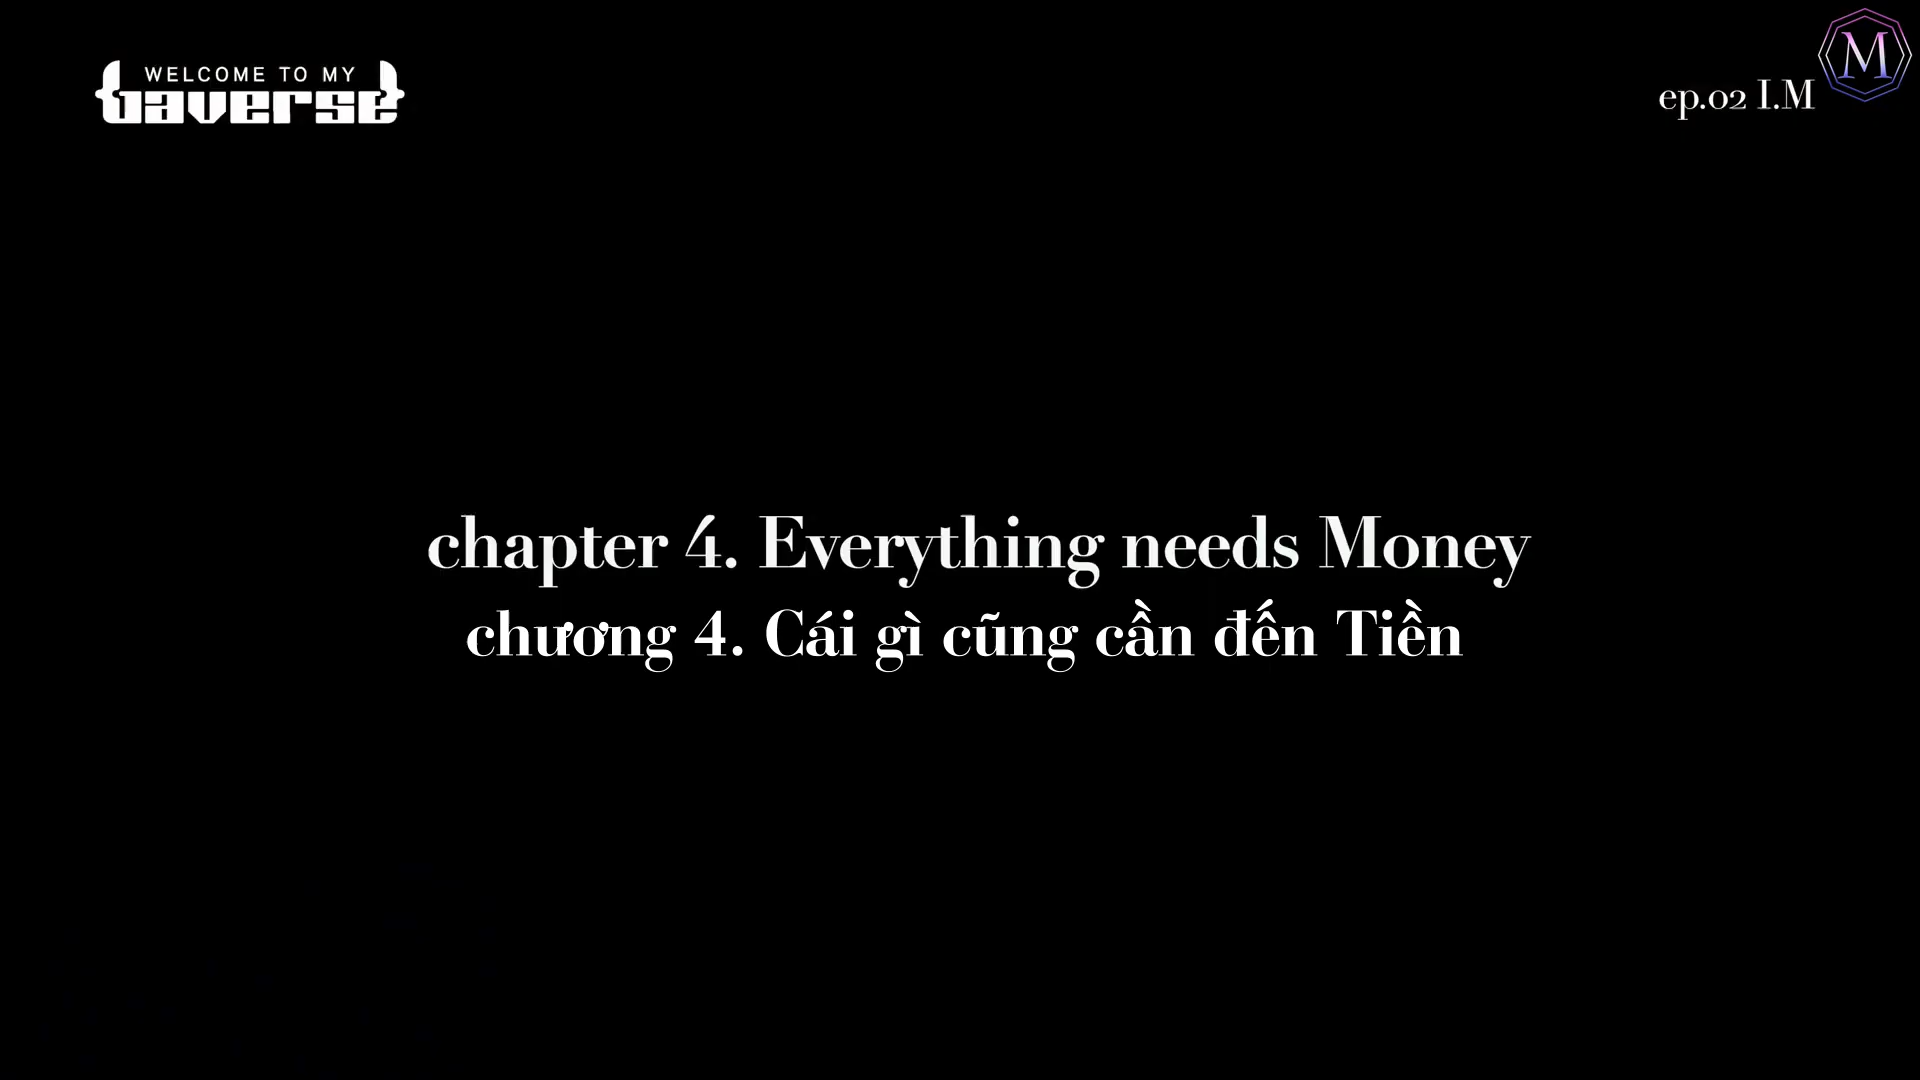 WELCOME TO MY
Baverse
ep.02 I.M
M
chapter 4. Everything needs Money
chương 4. Cái gì cũng cần đến Tiền